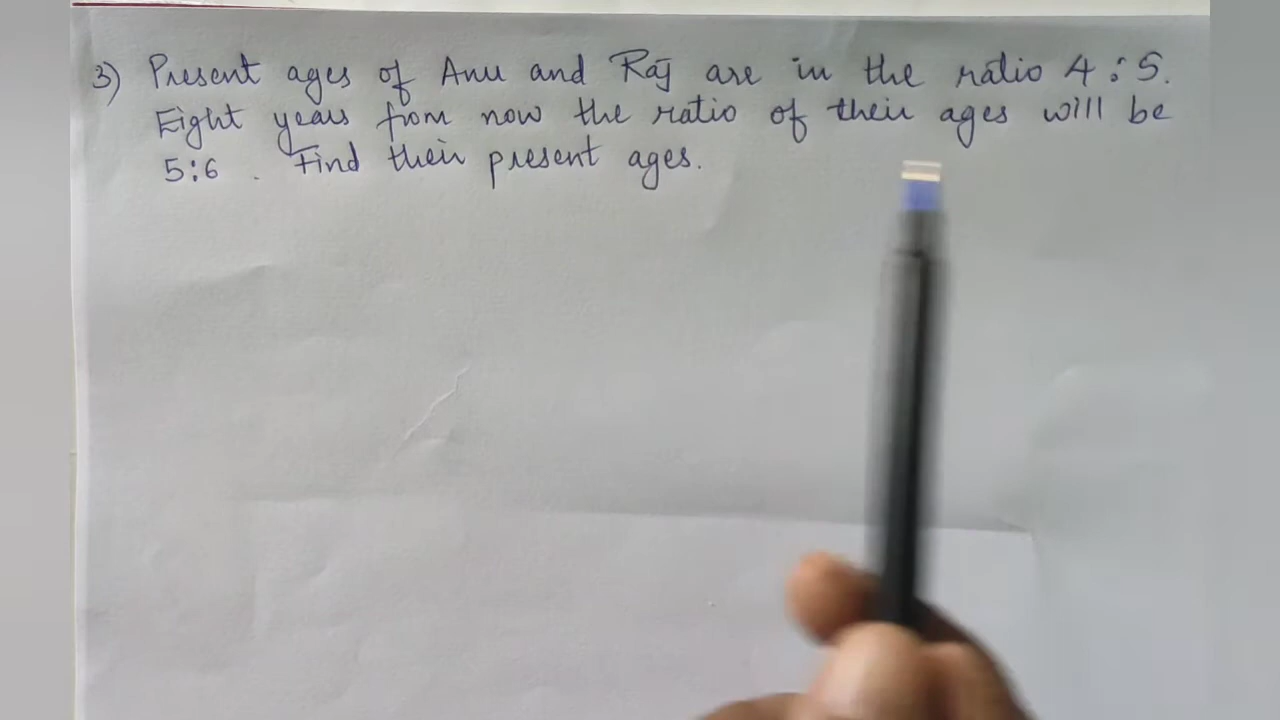 3) Present ages of Anu and Raj are in the ratio 4:5.
Eight years from now the ratio of their ages will be
5:6. Find their present ages.